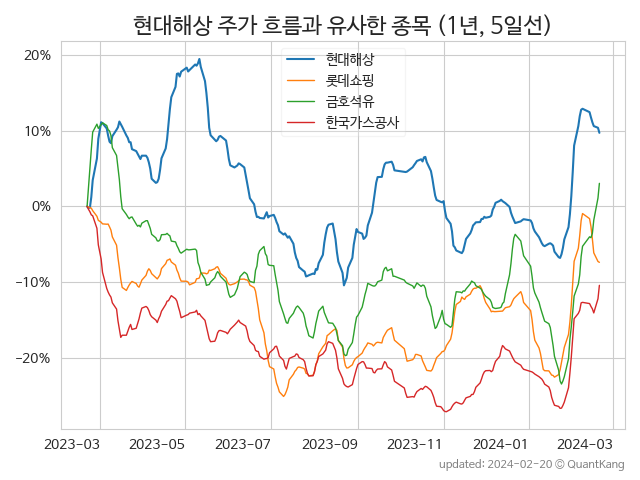 현대해상 주가 흐름과 유사한 종목 (1년, 5일선)
현대해상
롯데쇼핑
금호석유
한국가스공사
20%
10%
0%
−10%
−20%
2023-03 2023-05 2023-07 2023-09 2023-11 2024-01 2024-03
updated: 2024-02-20 © QuantKang